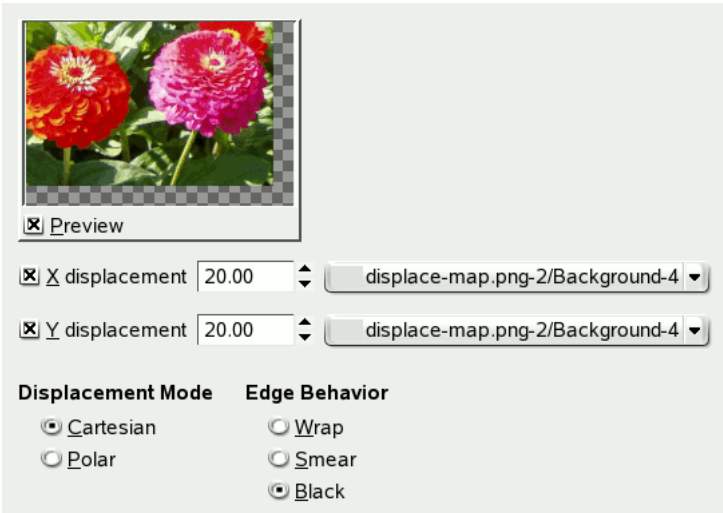 Preview
X displacement 20.00 displace-map.png-2/Background-4
Y displacement 20.00 displace-map.png-2/Background-4
Displacement Mode Edge Behavior
Cartesian Wrap
Polar Smear
Black